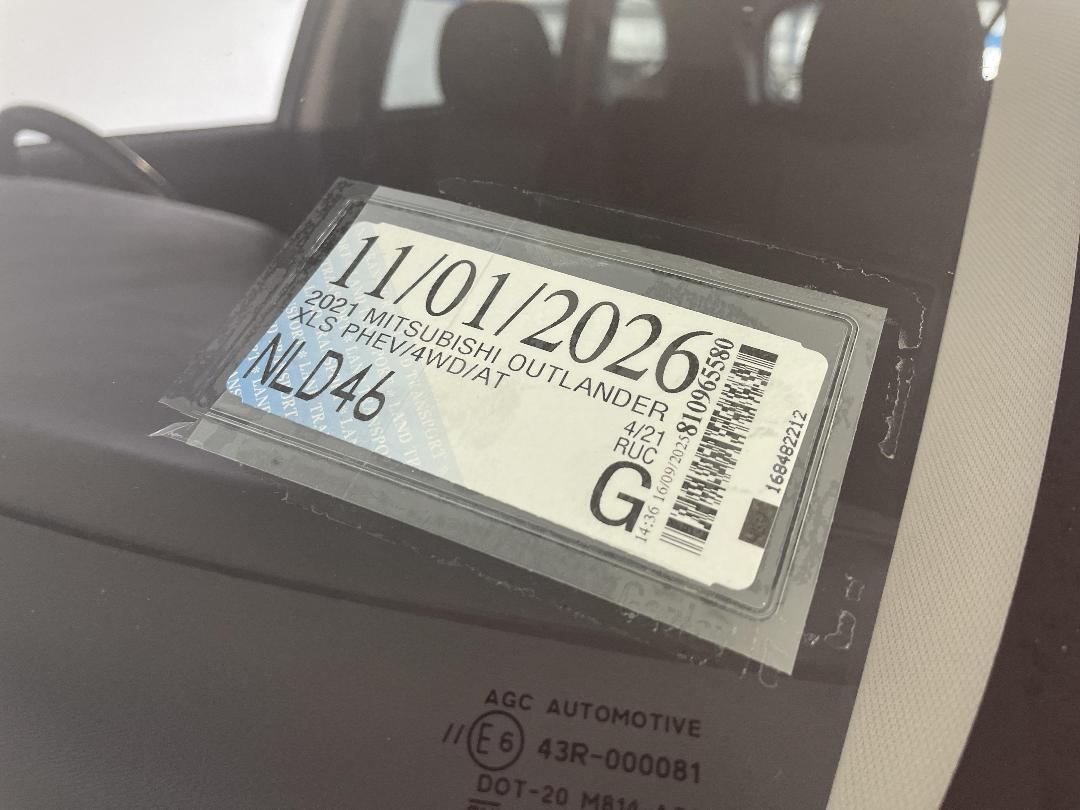 11/01/2026
2021 MITSUBISHI OUTLANDER
XLS PHEV/4WD/AT
NLD46
4/21
RUC
G
14:36 16/09/2025
810965580
168482212
AGC AUTOMOTIVE
// E6 43R-000081
DOT-20